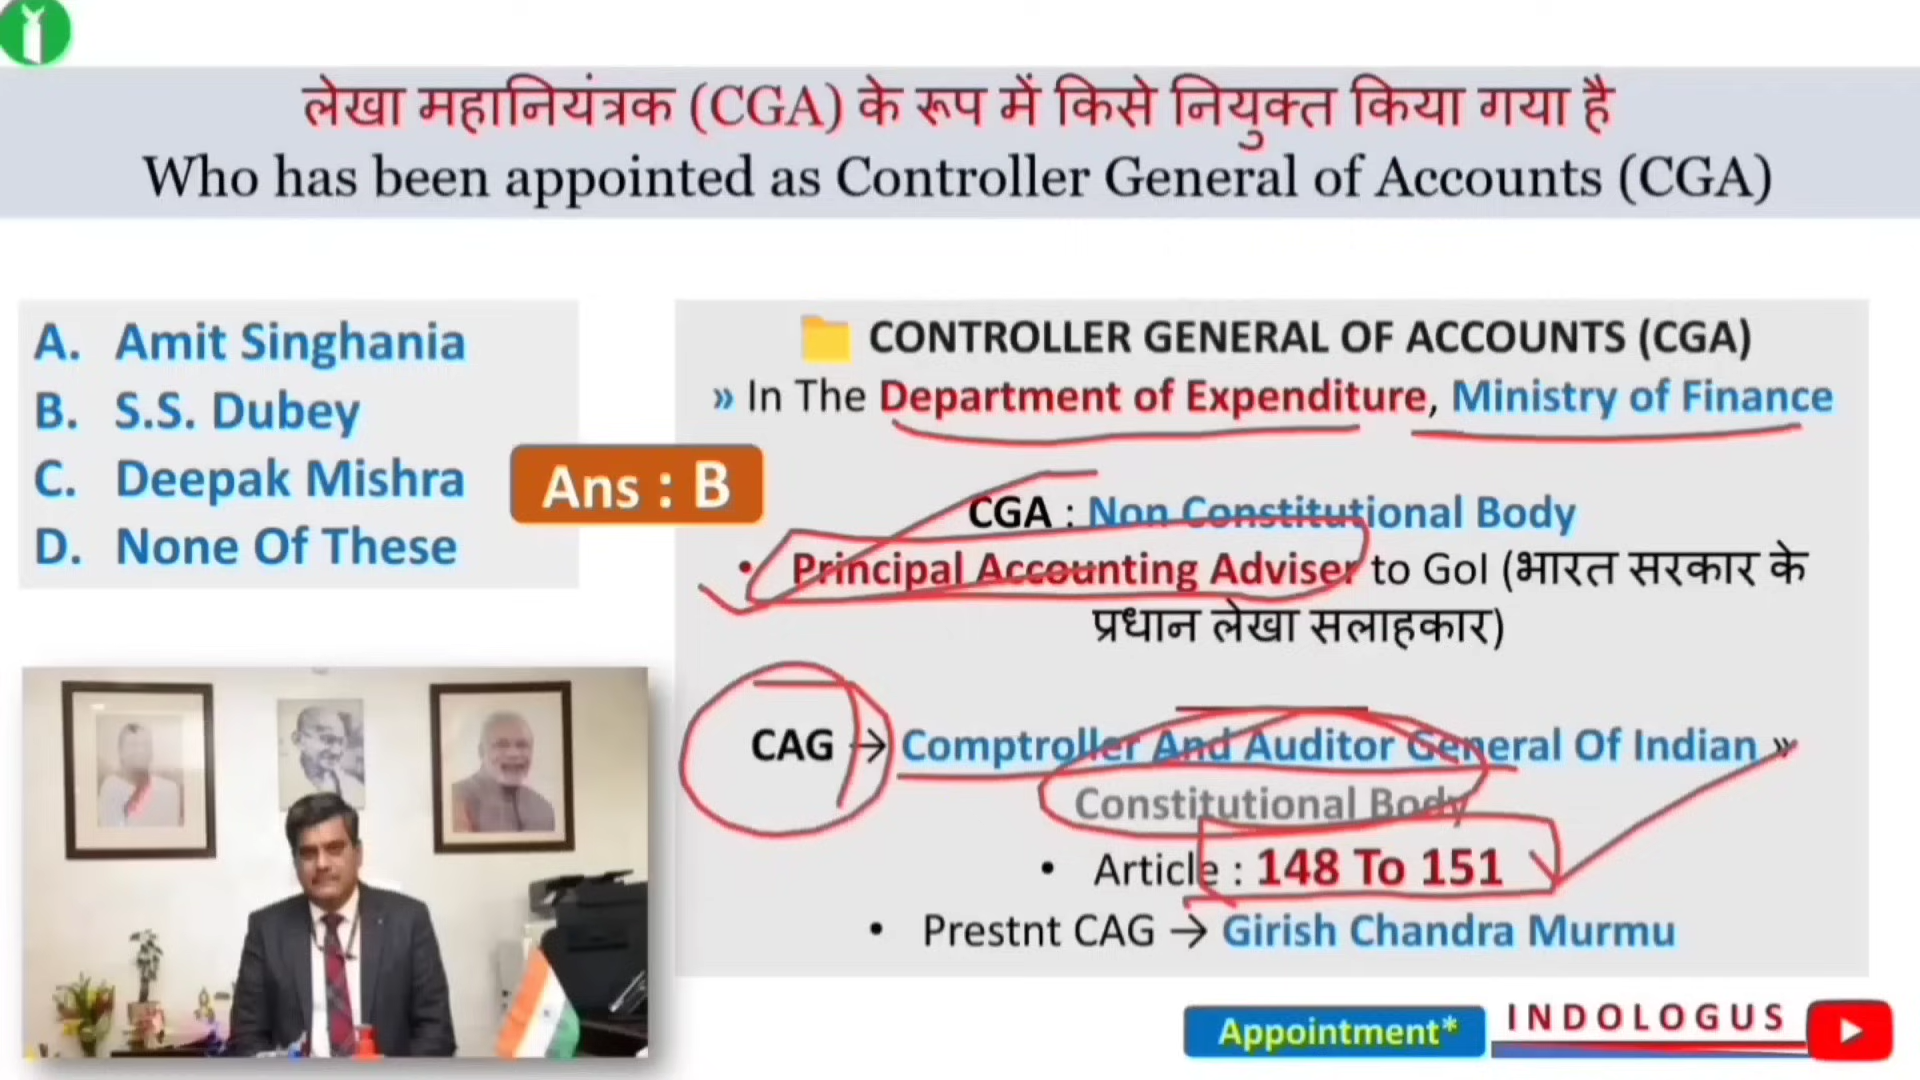 लेखा महानियंत्रक (CGA) के रूप में किसे नियुक्त किया गया है
Who has been appointed as Controller General of Accounts (CGA)
A. Amit Singhania
B. S.S. Dubey
C. Deepak Mishra
D. None Of These
Ans : B
CONTROLLER GENERAL OF ACCOUNTS (CGA)
» In The Department of Expenditure, Ministry of Finance
CGA : Non Constitutional Body
• Principal Accounting Adviser to GoI (भारत सरकार के
प्रधान लेखा सलाहकार)
CAG → Comptroller And Auditor General Of Indian »
Constitutional Body
• Article : 148 To 151
• Prestnt CAG → Girish Chandra Murmu
Appointment*
INDOLOGUS